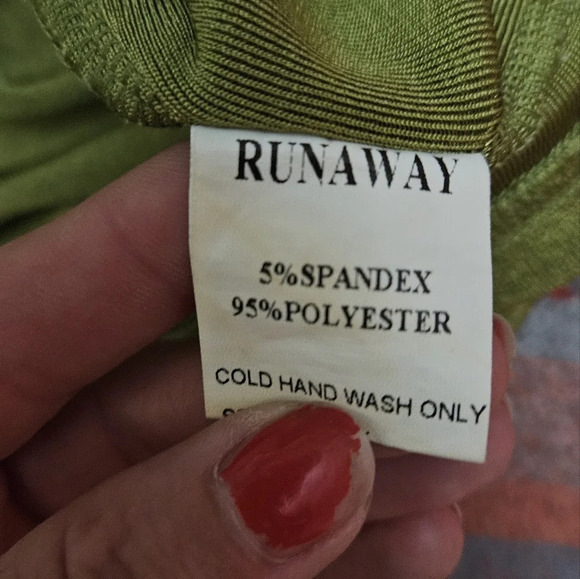 RUNAWAY
5%SPANDEX
95%POLYESTER
COLD HAND WASH ONLY